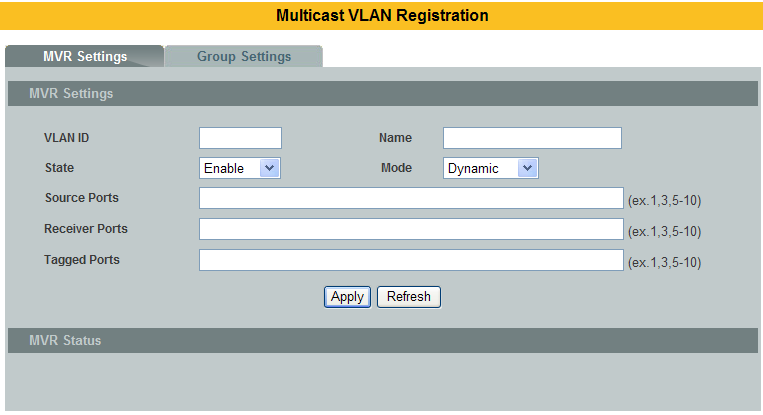 Multicast VLAN Registration
MVR Settings
Group Settings
MVR Settings
VLAN ID
Name
State
Enable
Mode
Dynamic
Source Ports
(ex.1,3,5-10)
Receiver Ports
(ex.1,3,5-10)
Tagged Ports
(ex.1,3,5-10)
Apply
Refresh
MVR Status